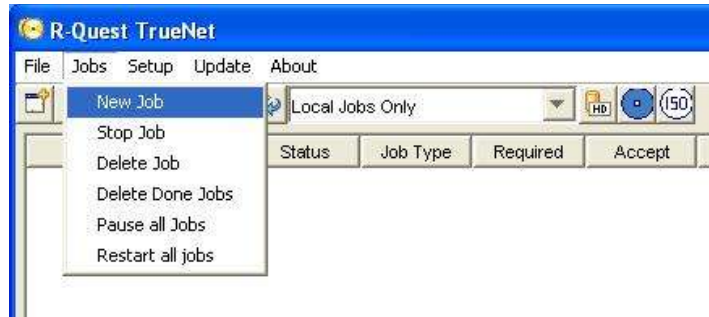 R-Quest TrueNet
File Jobs Setup Update About
New Job
Local Jobs Only
HD
ISO
Stop Job
Status Job Type Required Accept
Delete Job
Delete Done Jobs
Pause all Jobs
Restart all jobs